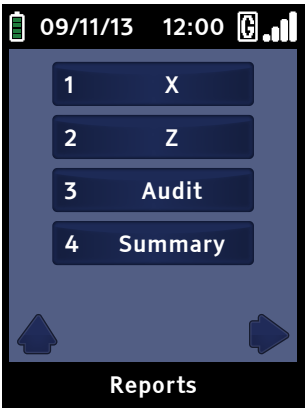 09/11/13 12:00 G
1 X
2 Z
3 Audit
4 Summary
Reports